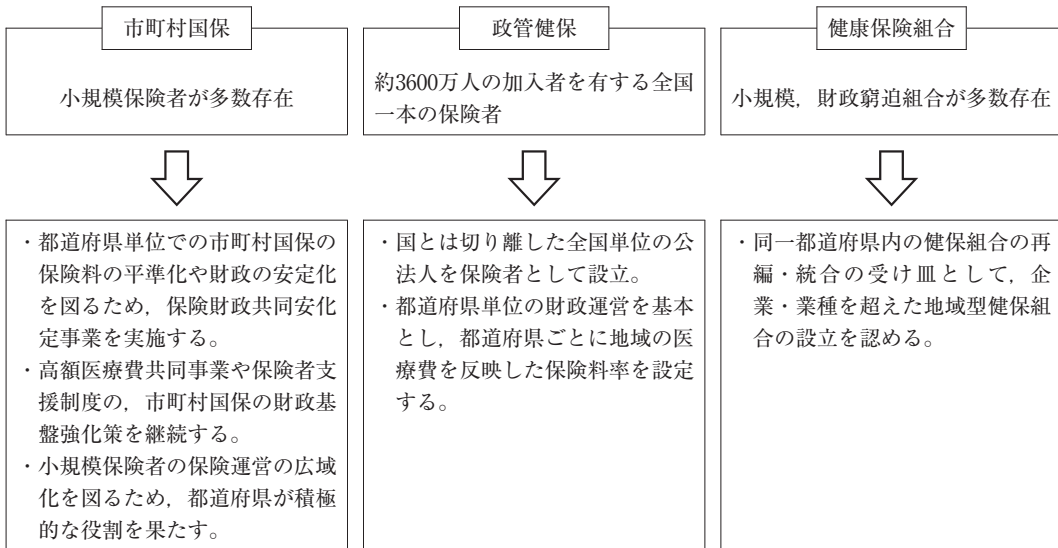 市町村国保
小規模保険者が多数存在
・都道府県単位での市町村国保の
保険料の平準化や財政の安定化
を図るため，保険財政共同安化
定事業を実施する。
・高額医療費共同事業や保険者支
援制度の，市町村国保の財政基
盤強化策を継続する。
・小規模保険者の保険運営の広域
化を図るため，都道府県が積極
的な役割を果たす。
政管健保
約3600万人の加入者を有する全国
一本の保険者
・国とは切り離した全国単位の公
法人を保険者として設立。
・都道府県単位の財政運営を基本
とし，都道府県ごとに地域の医
療費を反映した保険料率を設定
する。
健康保険組合
小規模，財政窮迫組合が多数存在
・同一都道府県内の健保組合の再
編・統合の受け皿として，企
業・業種を超えた地域型健保組
合の設立を認める。